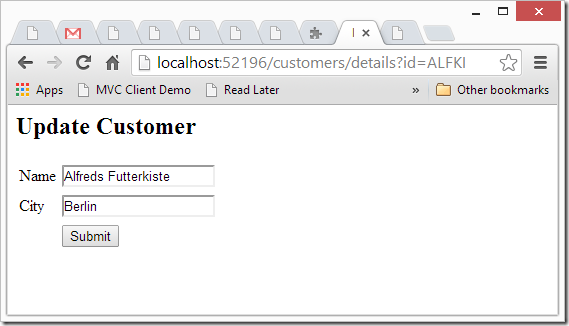 localhost:52196/customers/details?id=ALFKI
Apps MVC Client Demo Read Later » Other bookmarks
Update Customer
Name Alfreds Futterkiste
City Berlin
Submit